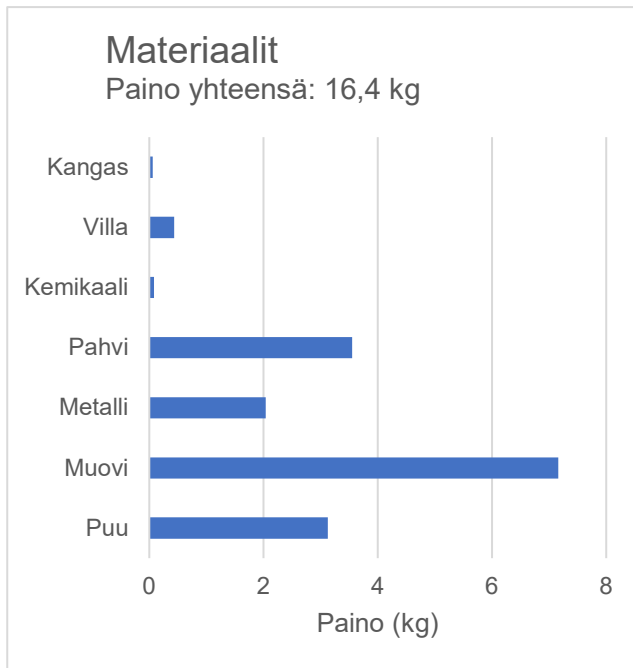 Materiaalit
Paino yhteensä: 16,4 kg
Kangas
Villa
Kemikaali
Pahvi
Metalli
Muovi
Puu
0 2 4 6 8
Paino (kg)